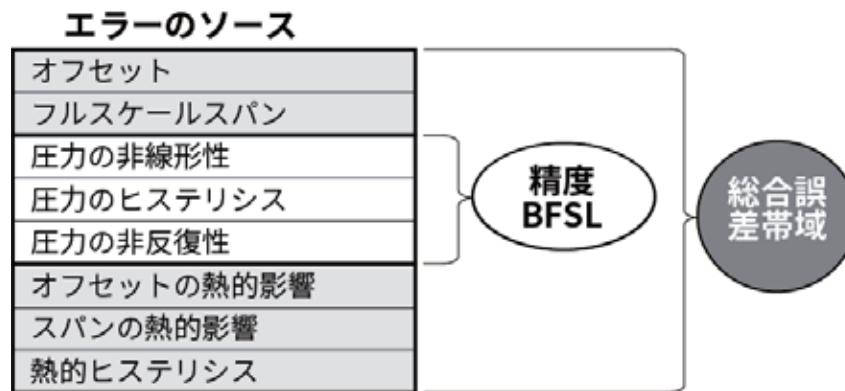 エラーのソース
オフセット
フルスケールスパン
圧力の非線形性
圧力のヒステリシス
圧力の非反復性
オフセットの熱的影響
スパンの熱的影響
熱的ヒステリシス
精度
BFSL
総合誤
差帯域